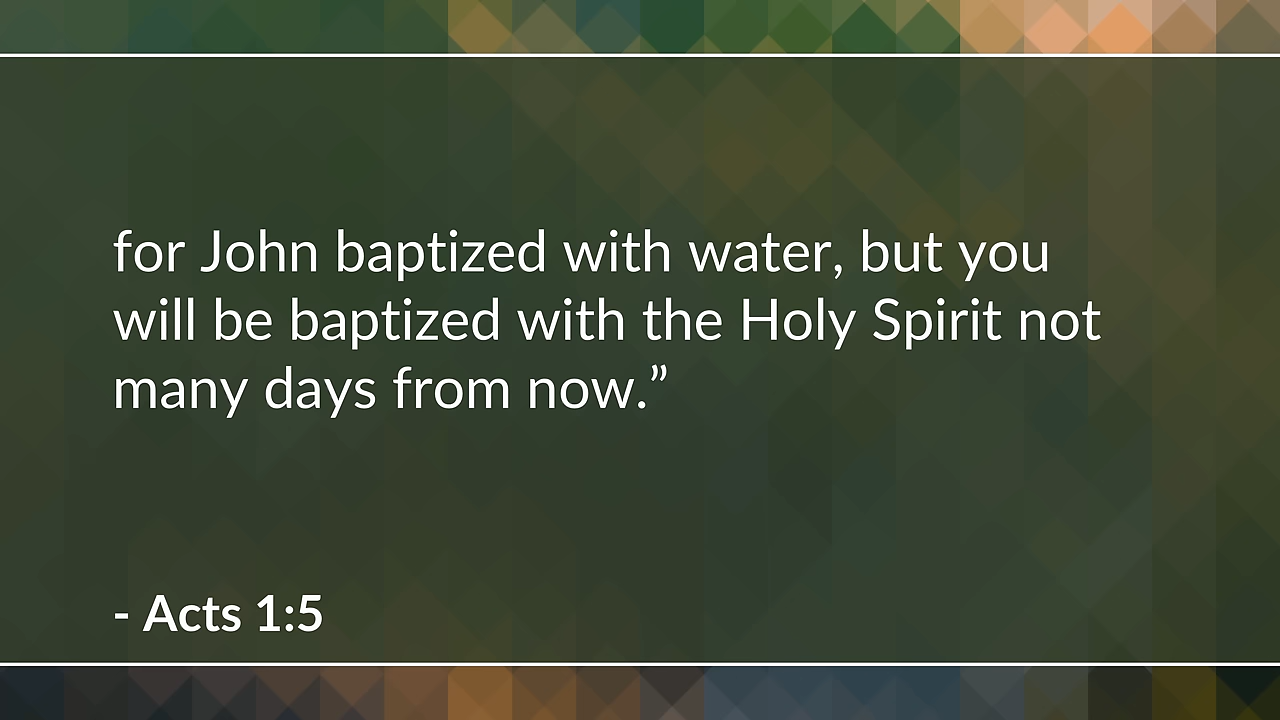 for John baptized with water, but you
will be baptized with the Holy Spirit not
many days from now.”
- Acts 1:5